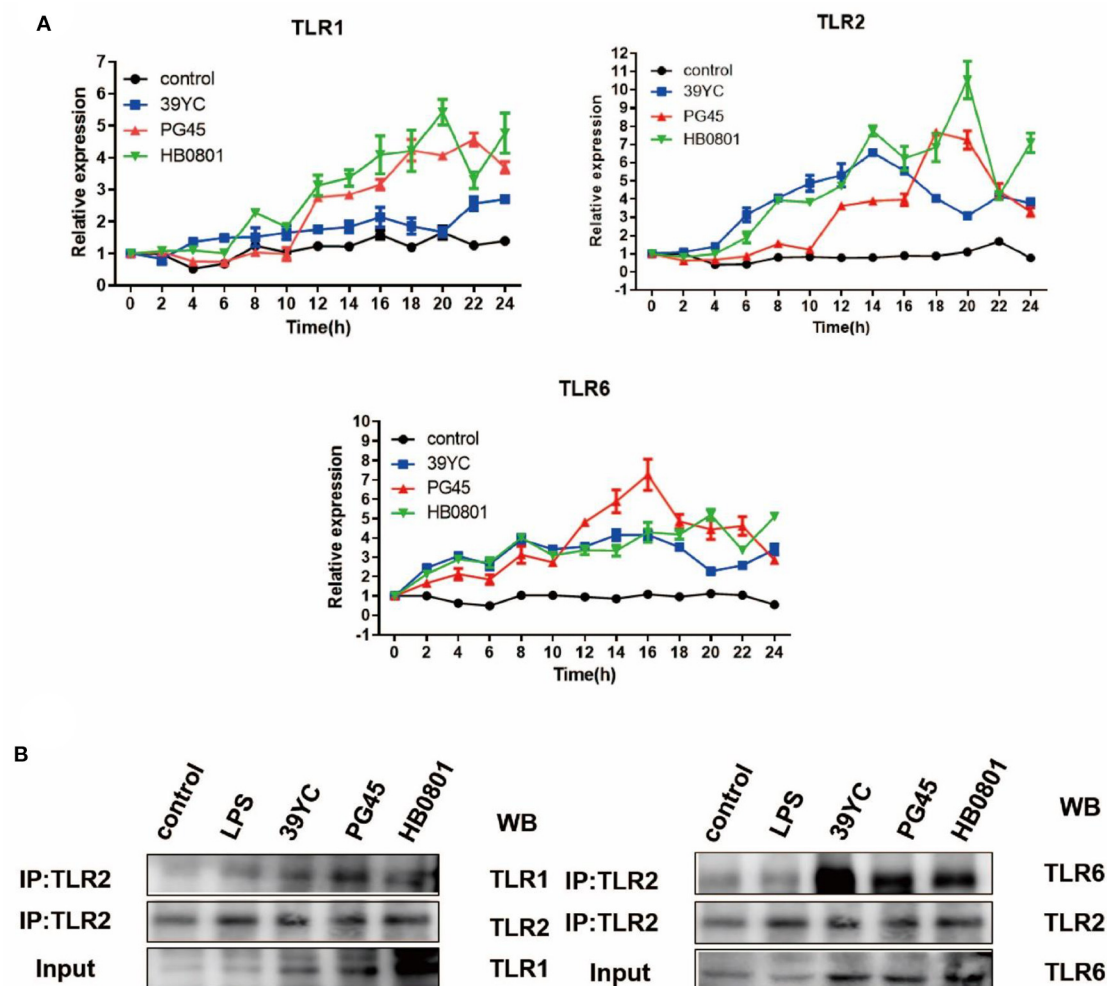 A
TLR1
Relative expression
7
6
5
4
3
2
1
0
control
39YC
PG45
HB0801
0 2 4 6 8 10 12 14 16 18 20 22 24
Time(h)
TLR2
Relative expression
12
11
10
9
8
7
6
5
4
3
2
1
0
-1
control
39YC
PG45
HB0801
0 2 4 6 8 10 12 14 16 18 20 22 24
Time(h)
TLR6
Relative expression
10
9
8
7
6
5
4
3
2
1
0
-1
control
39YC
PG45
HB0801
0 2 4 6 8 10 12 14 16 18 20 22 24
Time(h)
B
control LPS 39YC PG45 HB0801 WB
IP:TLR2 TLR1
IP:TLR2 TLR2
Input TLR1
control LPS 39YC PG45 HB0801 WB
IP:TLR2 TLR6
IP:TLR2 TLR2
Input TLR6